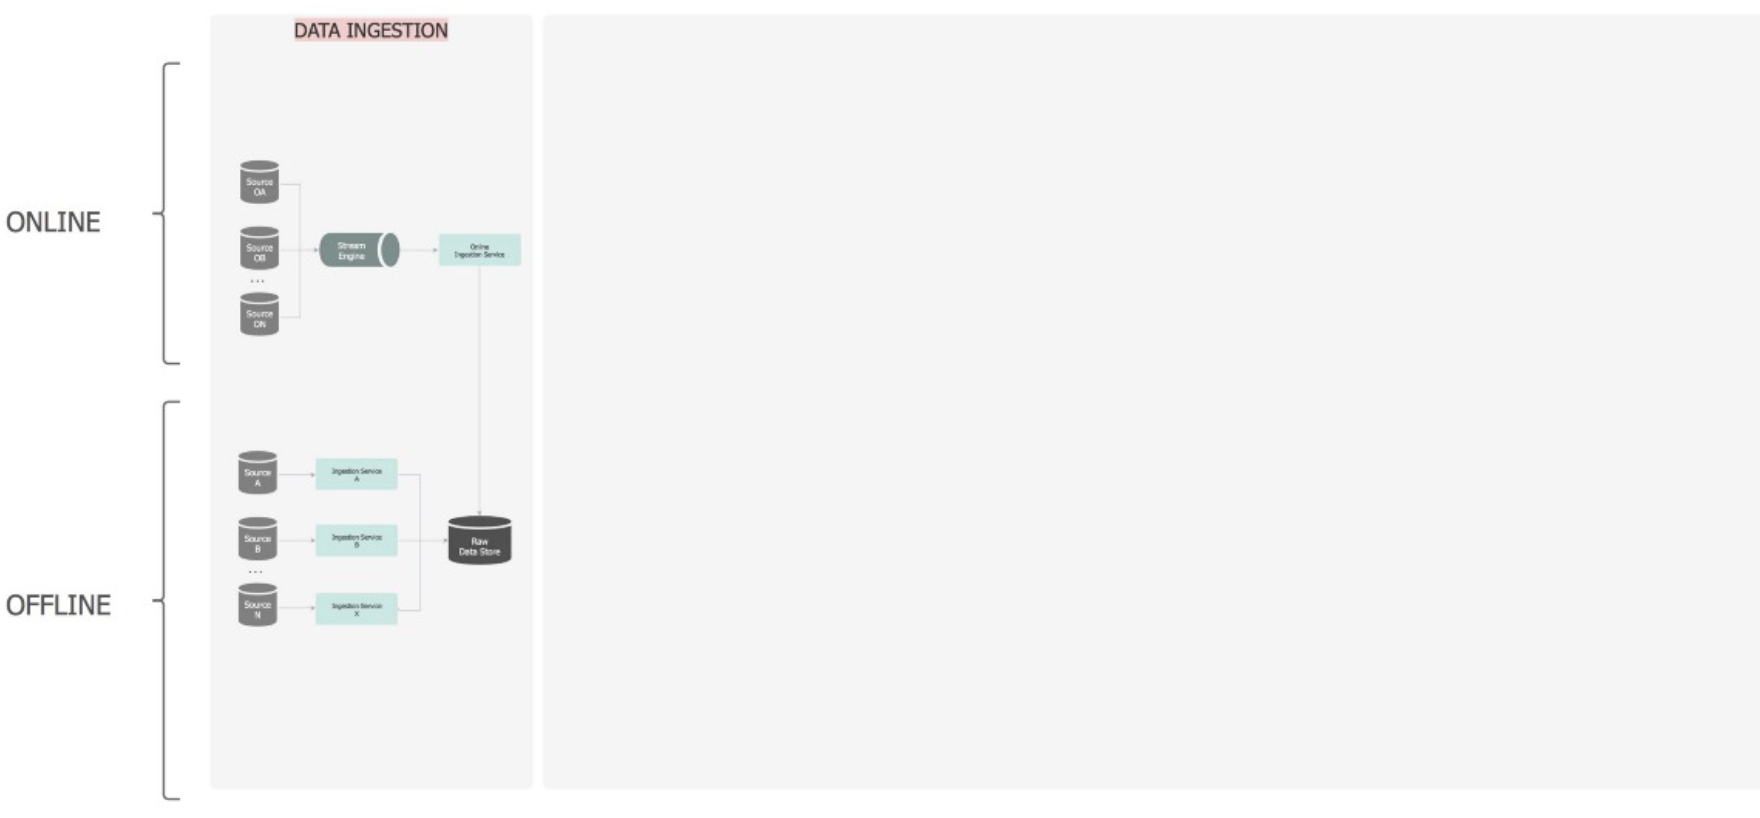 DATA INGESTION
ONLINE
Source
OA
Source
OB
...
Source
DN
Stream
Engine
Online
Ingestion Service
OFFLINE
Source
A
Source
B
...
Source
N
Ingestion Service
A
Ingestion Service
B
Ingestion Service
X
Raw
Data Store